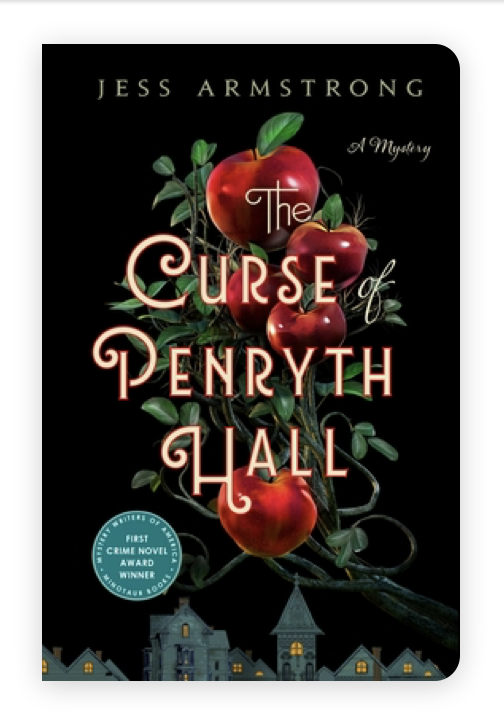 JESS ARMSTRONG
A Mystery
The
CURSE of
PENRYTH
HALL
MYSTERY WRITERS OF AMERICA
FIRST
CRIME NOVEL
AWARD
WINNER
MINOTAUR BOOKS